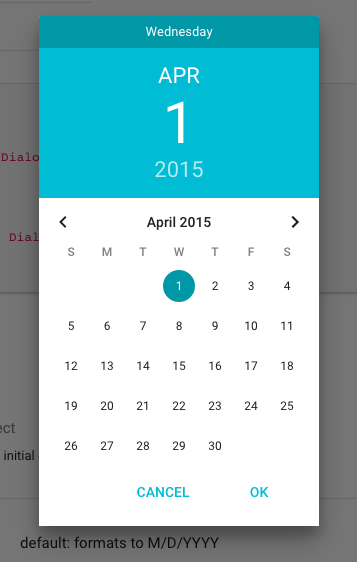 Wednesday
APR
1
2015
Dialo
April 2015
S M T W T F S
Dial
1 2 3 4
5 6 7 8 9 10 11
12 13 14 15 16 17 18
19 20 21 22 23 24 25
ect
26 27 28 29 30
initial
CANCEL OK
default: formats to M/D/YYYY